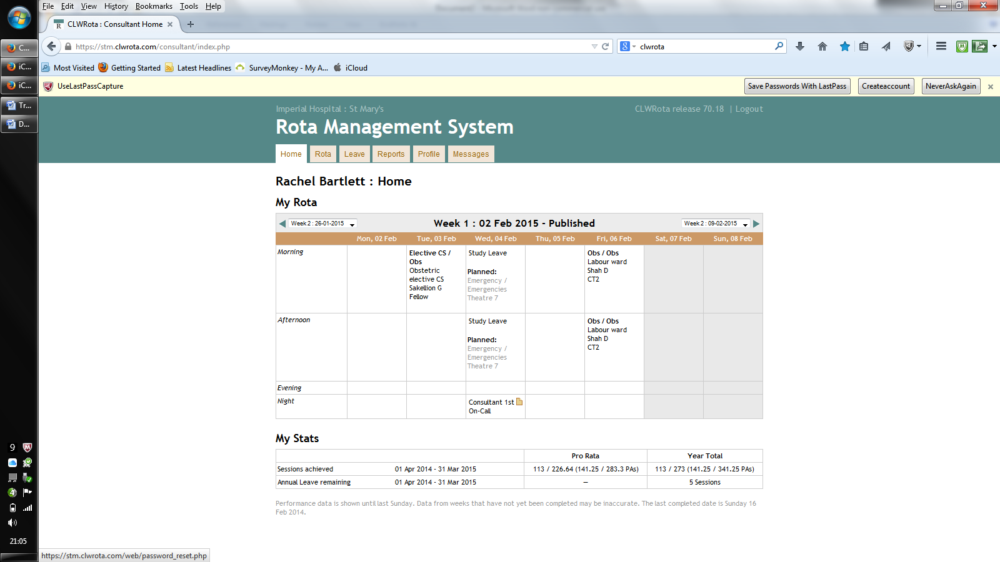 File Edit View History Bookmarks Tools Help
CLWRota : Consultant Home
https://stm.clwrota.com/consultant/index.php
clwrota
Most Visited Getting Started Latest Headlines SurveyMonkey - My A... iCloud
UseLastPassCapture
Save Passwords With LastPass Createaccount NeverAskAgain
C...
iC...
iC...
Tr...
D...
Imperial Hospital : St Mary's
CLWRota release 70.18 | Logout
Rota Management System
Home Rota Leave Reports Profile Messages
Rachel Bartlett : Home
My Rota
Week 2 : 26-01-2015 Week 1 : 02 Feb 2015 - Published Week 2 : 09-02-2015
Mon, 02 Feb Tue, 03 Feb Wed, 04 Feb Thu, 05 Feb Fri, 06 Feb Sat, 07 Feb Sun, 08 Feb
Morning
Elective CS /
Obs
Obstetric
elective CS
Sakellion G
Fellow
Study Leave
Planned:
Emergency /
Emergencies
Theatre 7
Obs / Obs
Labour ward
Shah D
CT2
Afternoon
Study Leave
Planned:
Emergency /
Emergencies
Theatre 7
Obs / Obs
Labour ward
Shah D
CT2
Evening
Night
Consultant 1st
On-Call
My Stats
Pro Rata Year Total
Sessions achieved 01 Apr 2014 - 31 Mar 2015 113 / 226.64 (141.25 / 283.3 PAs) 113 / 273 (141.25 / 341.25 PAs)
Annual Leave remaining 01 Apr 2014 - 31 Mar 2015 — 5 Sessions
Performance data is shown until last Sunday. Data from weeks that have not yet been completed may be inaccurate. The last completed date is Sunday 16
Feb 2014.
9
21:05
https://stm.clwrota.com/web/password_reset.php